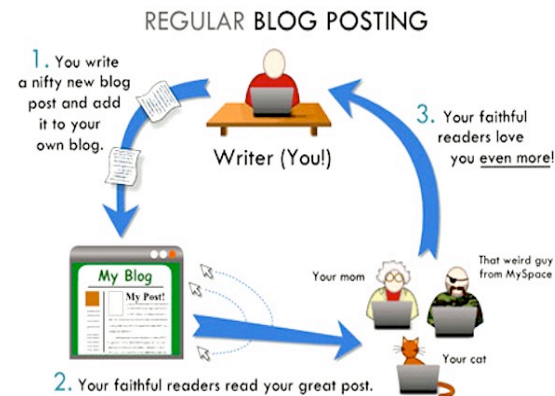 REGULAR BLOG POSTING
1. You write
a nifty new blog
post and add
it to your
own blog.
Writer (You!)
3. Your faithful
readers love
you even more!
My Blog
My Post!
Your mom
That weird guy
from MySpace
Your cat
2. Your faithful readers read your great post.